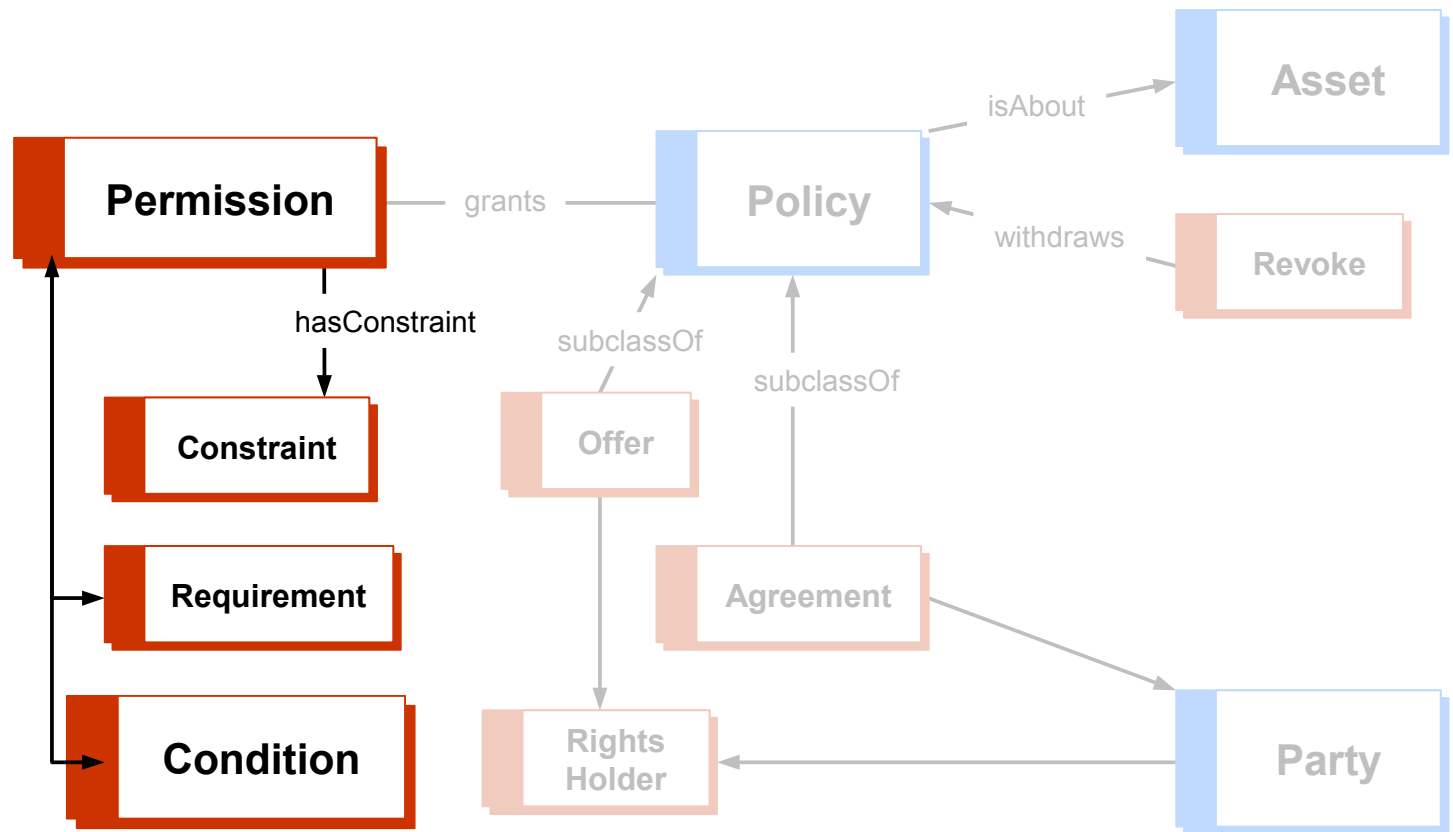 Asset
isAbout
Permission
grants
Policy
withdraws
Revoke
hasConstraint
subclassOf
subclassOf
Constraint
Offer
Requirement
Agreement
Condition
Rights
Holder
Party